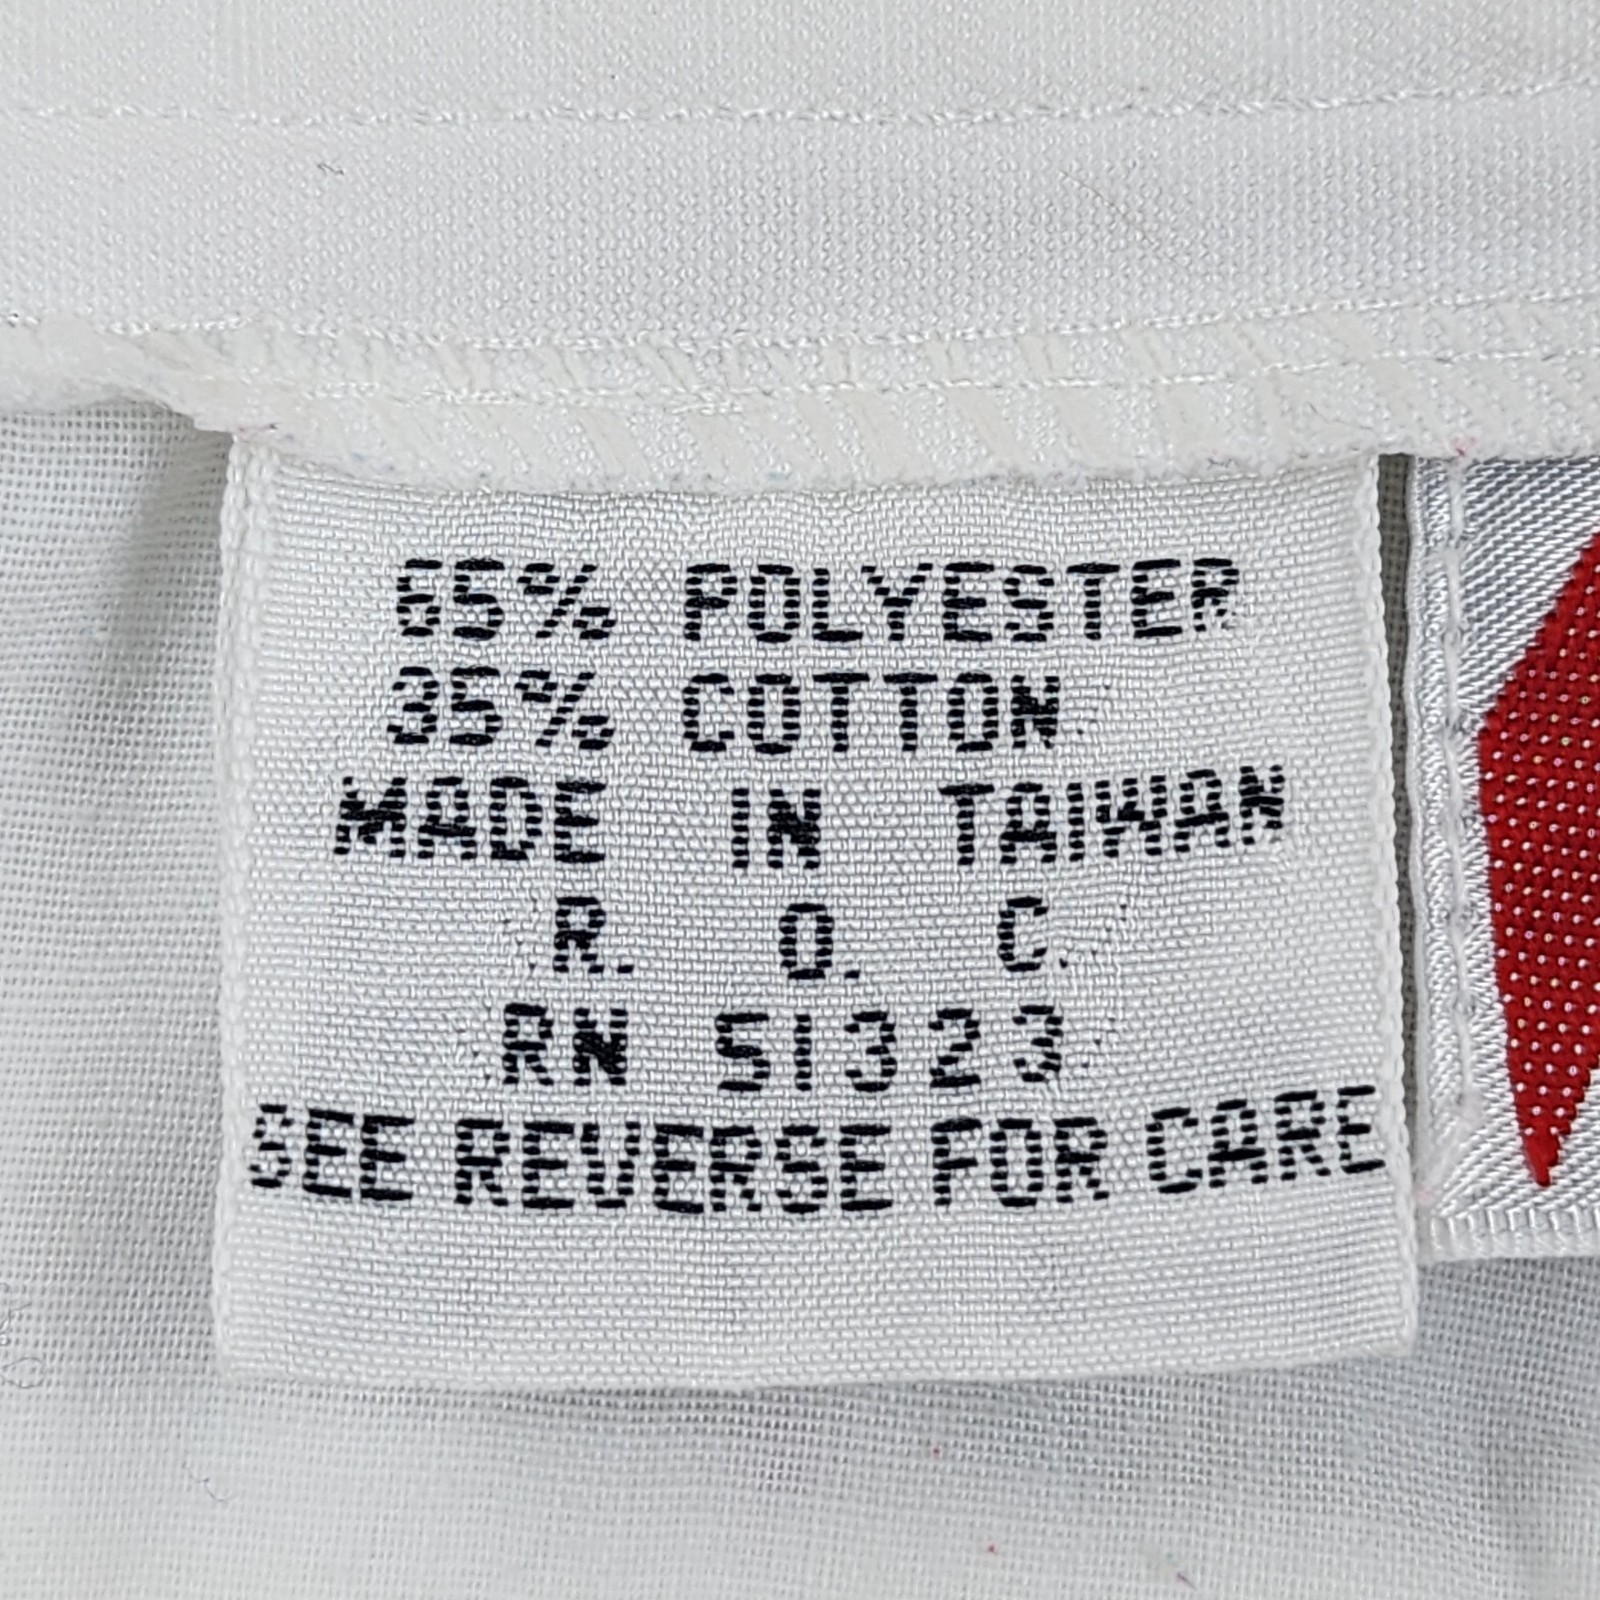 65% POLYESTER
35% COTTON
MADE IN TAIWAN
R. O. C.
RN 51323
SEE REVERSE FOR CARE